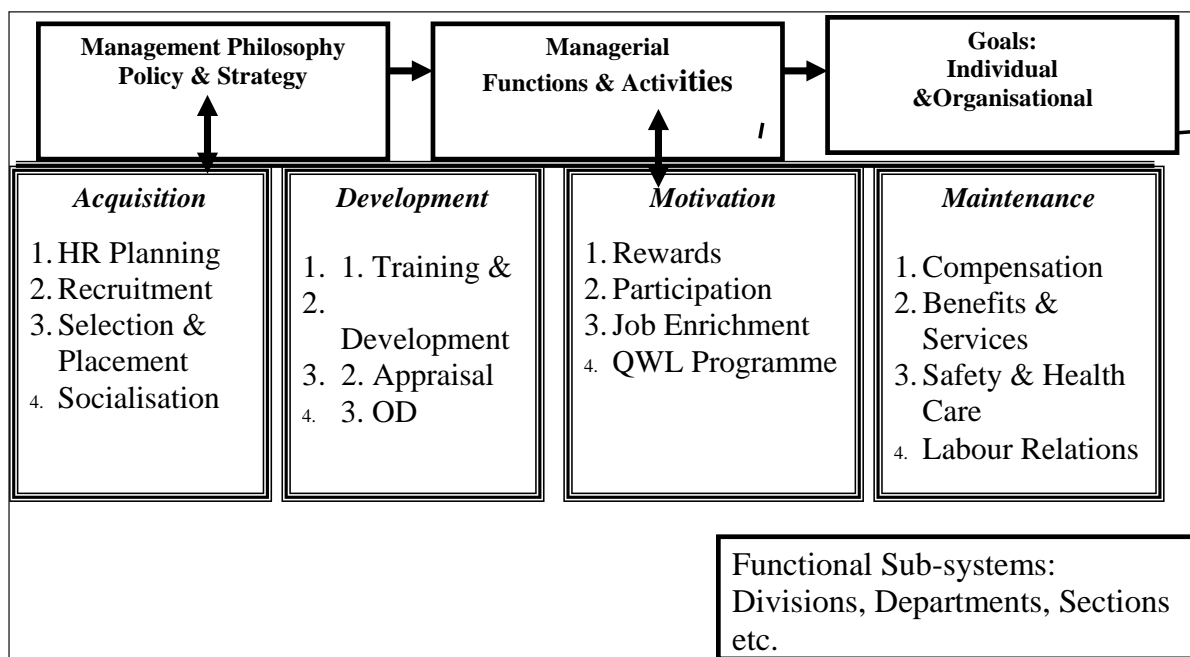 Management Philosophy
Policy & Strategy
Managerial
Functions & Activities
Goals:
Individual
&Organisational
Acquisition
1. HR Planning
2. Recruitment
3. Selection &
Placement
4. Socialisation
Development
1. 1. Training &
2.
Development
3. 2. Appraisal
4. 3. OD
Motivation
1. Rewards
2. Participation
3. Job Enrichment
4. QWL Programme
Maintenance
1. Compensation
2. Benefits &
Services
3. Safety & Health
Care
4. Labour Relations
Functional Sub-systems:
Divisions, Departments, Sections
etc.